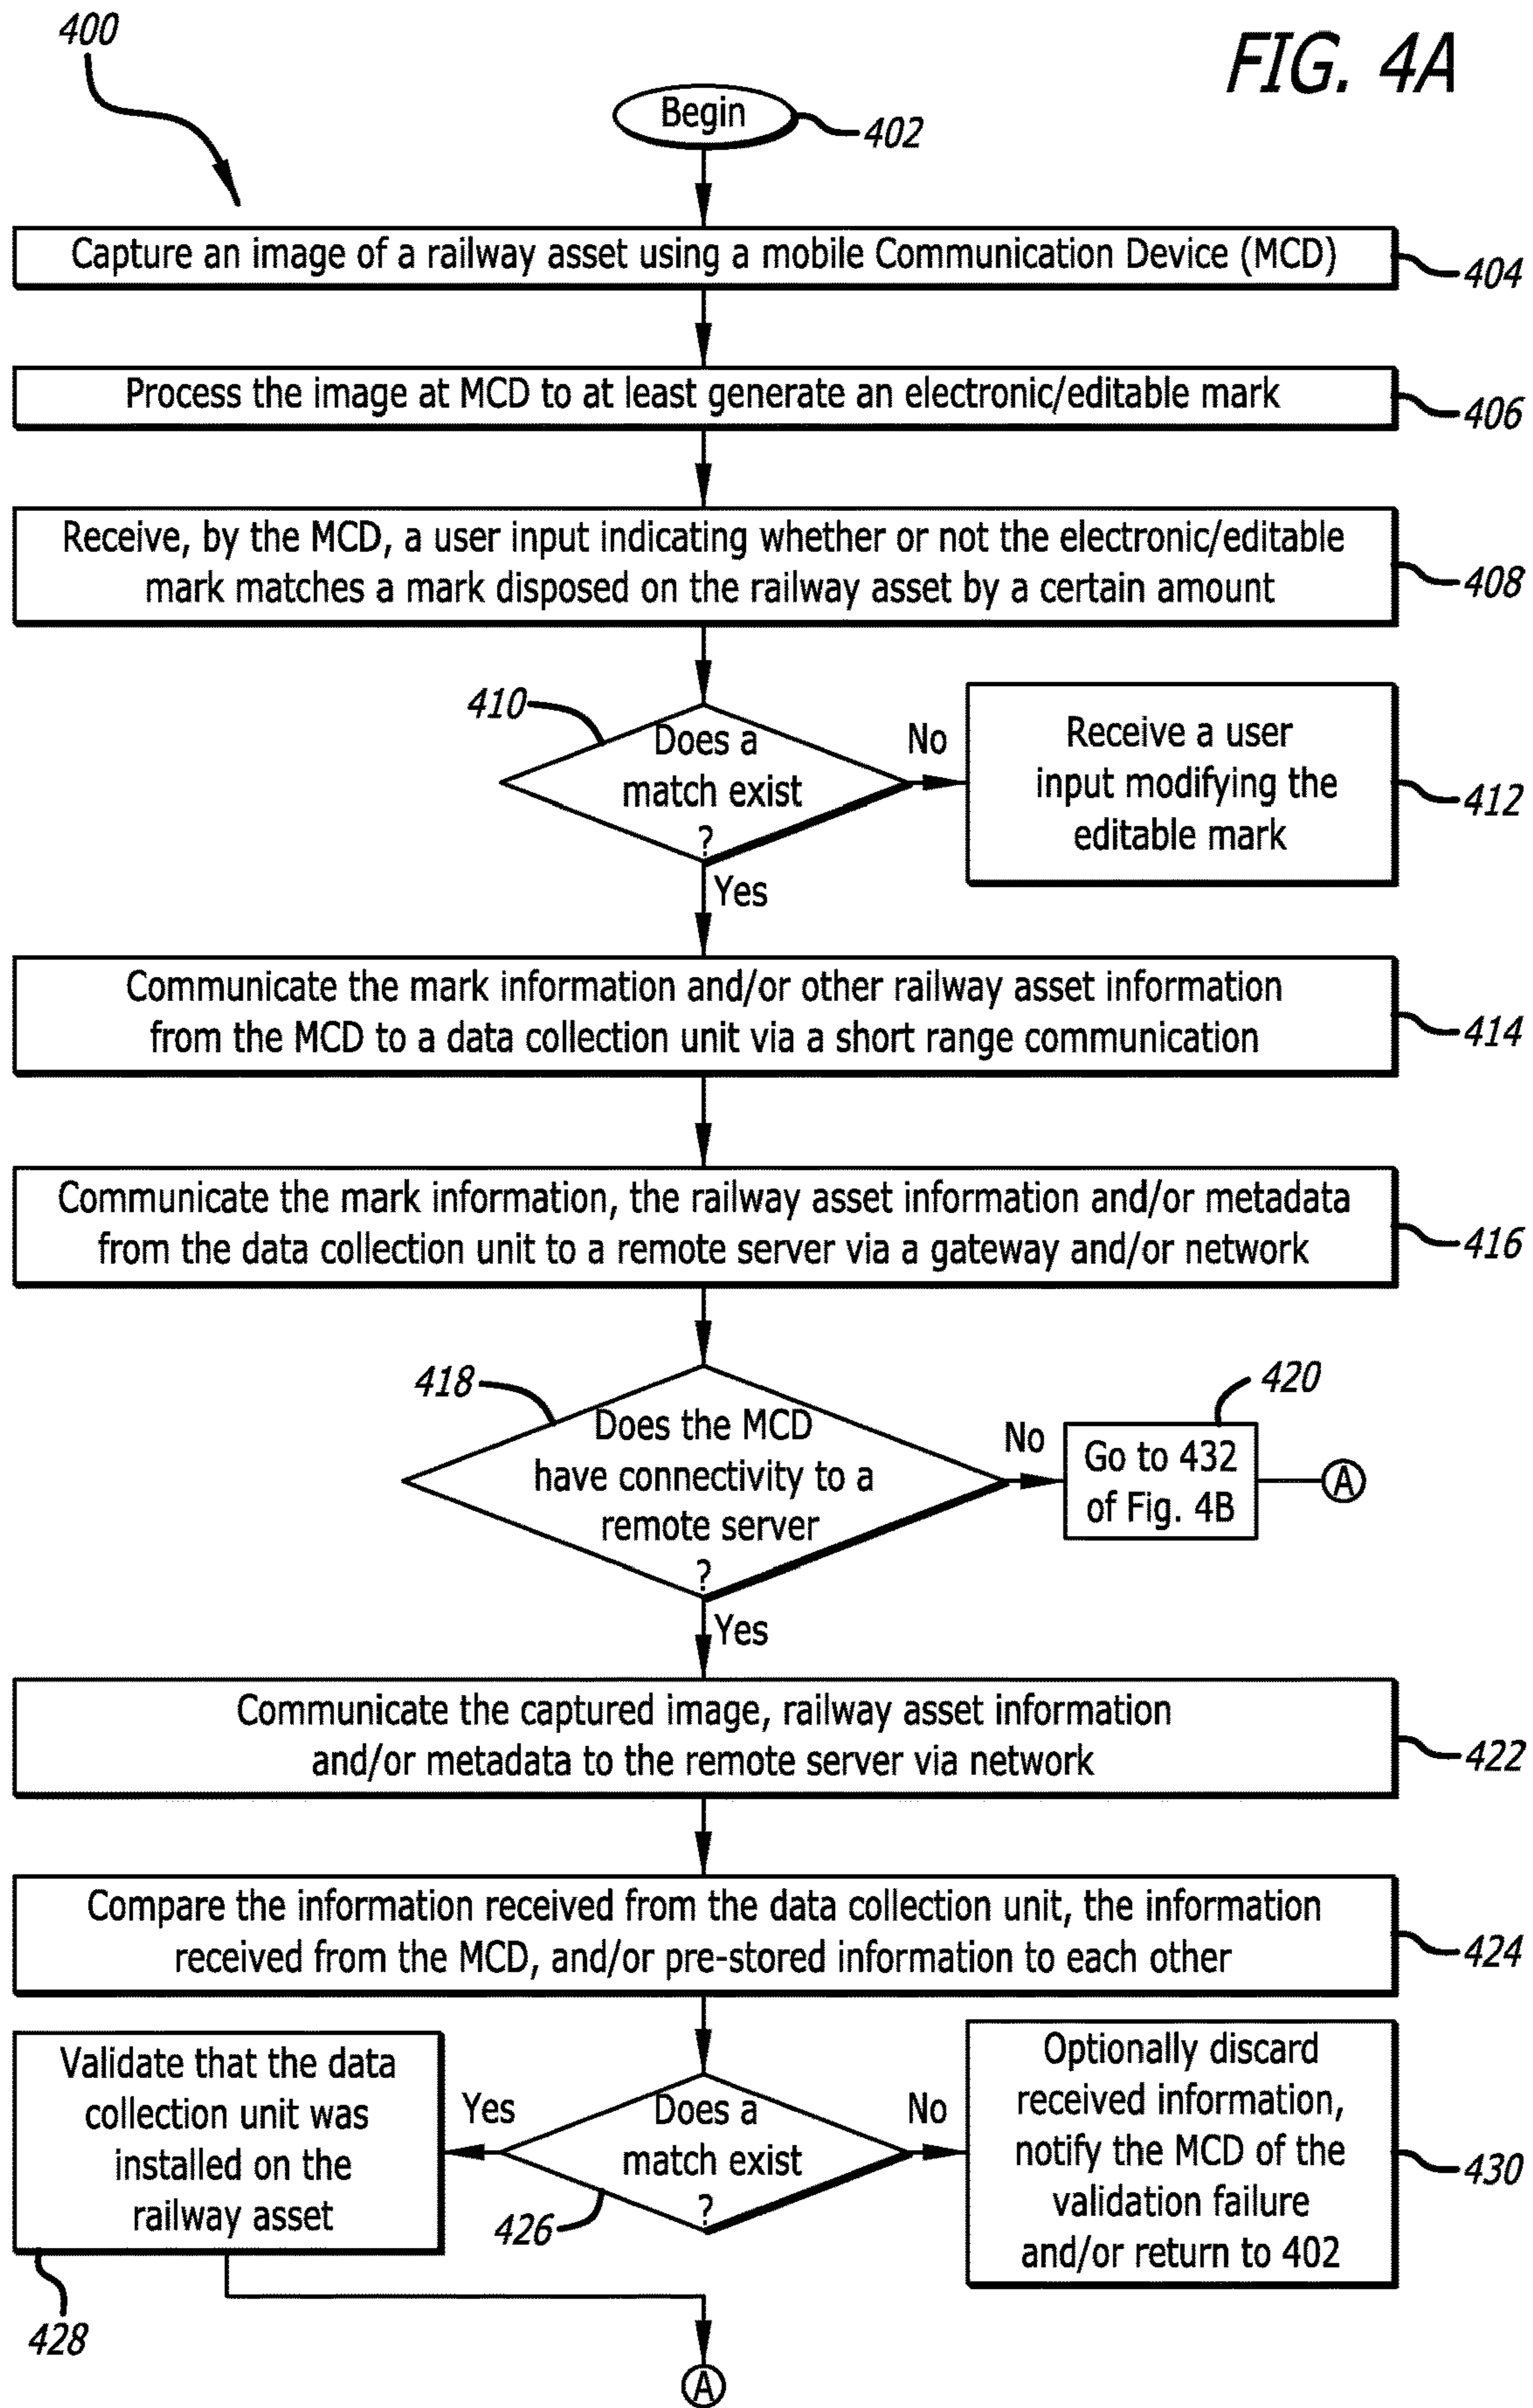 400
FIG. 4A
Begin
402
Capture an image of a railway asset using a mobile Communication Device (MCD)
404
Process the image at MCD to at least generate an electronic/editable mark
406
Receive, by the MCD, a user input indicating whether or not the electronic/editable
mark matches a mark disposed on the railway asset by a certain amount
408
410
Does a
match exist
?
No
Receive a user
input modifying the
editable mark
412
Yes
Communicate the mark information and/or other railway asset information
from the MCD to a data collection unit via a short range communication
414
Communicate the mark information, the railway asset information and/or metadata
from the data collection unit to a remote server via a gateway and/or network
416
418
Does the MCD
have connectivity to a
remote server
?
No
420
Go to 432
of Fig. 4B
A
Yes
Communicate the captured image, railway asset information
and/or metadata to the remote server via network
422
Compare the information received from the data collection unit, the information
received from the MCD, and/or pre-stored information to each other
424
Validate that the data
collection unit was
installed on the
railway asset
428
Yes
Does a
match exist
?
426
No
Optionally discard
received information,
notify the MCD of the
validation failure
and/or return to 402
430
A